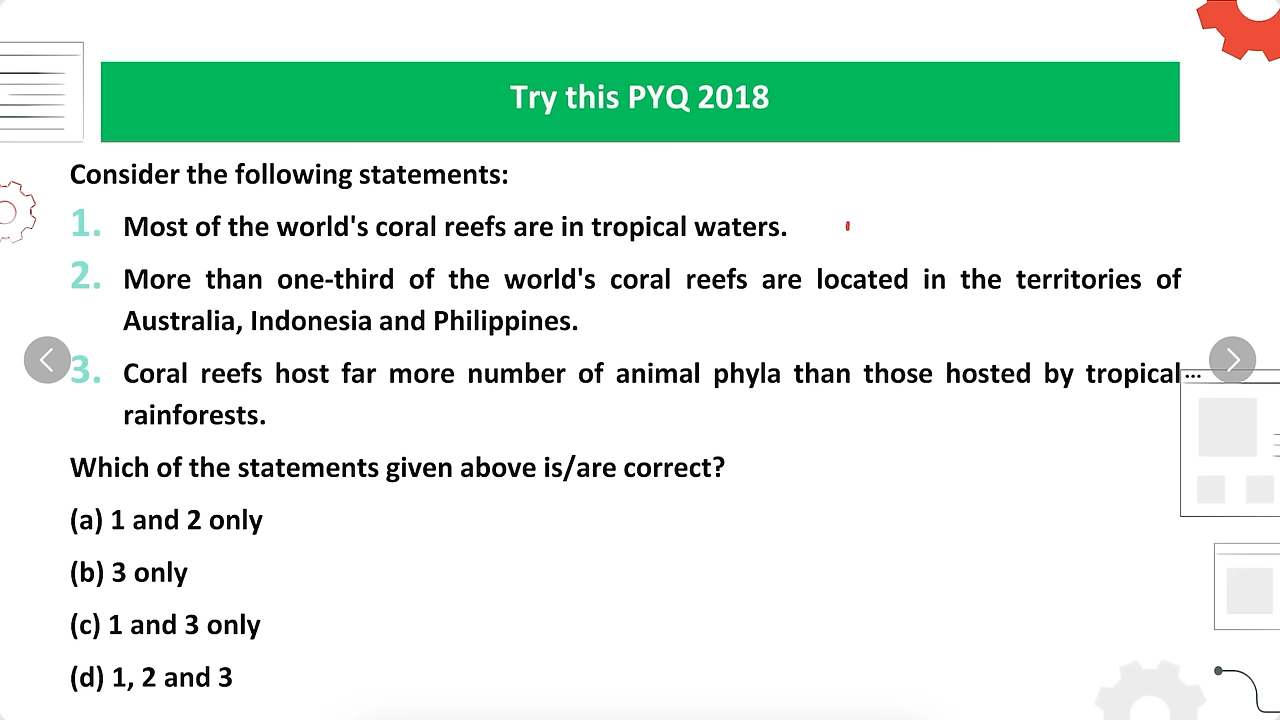 Try this PYQ 2018
Consider the following statements:
1. Most of the world's coral reefs are in tropical waters.
2. More than one-third of the world's coral reefs are located in the territories of
Australia, Indonesia and Philippines.
3. Coral reefs host far more number of animal phyla than those hosted by tropical
rainforests.
Which of the statements given above is/are correct?
(a) 1 and 2 only
(b) 3 only
(c) 1 and 3 only
(d) 1, 2 and 3